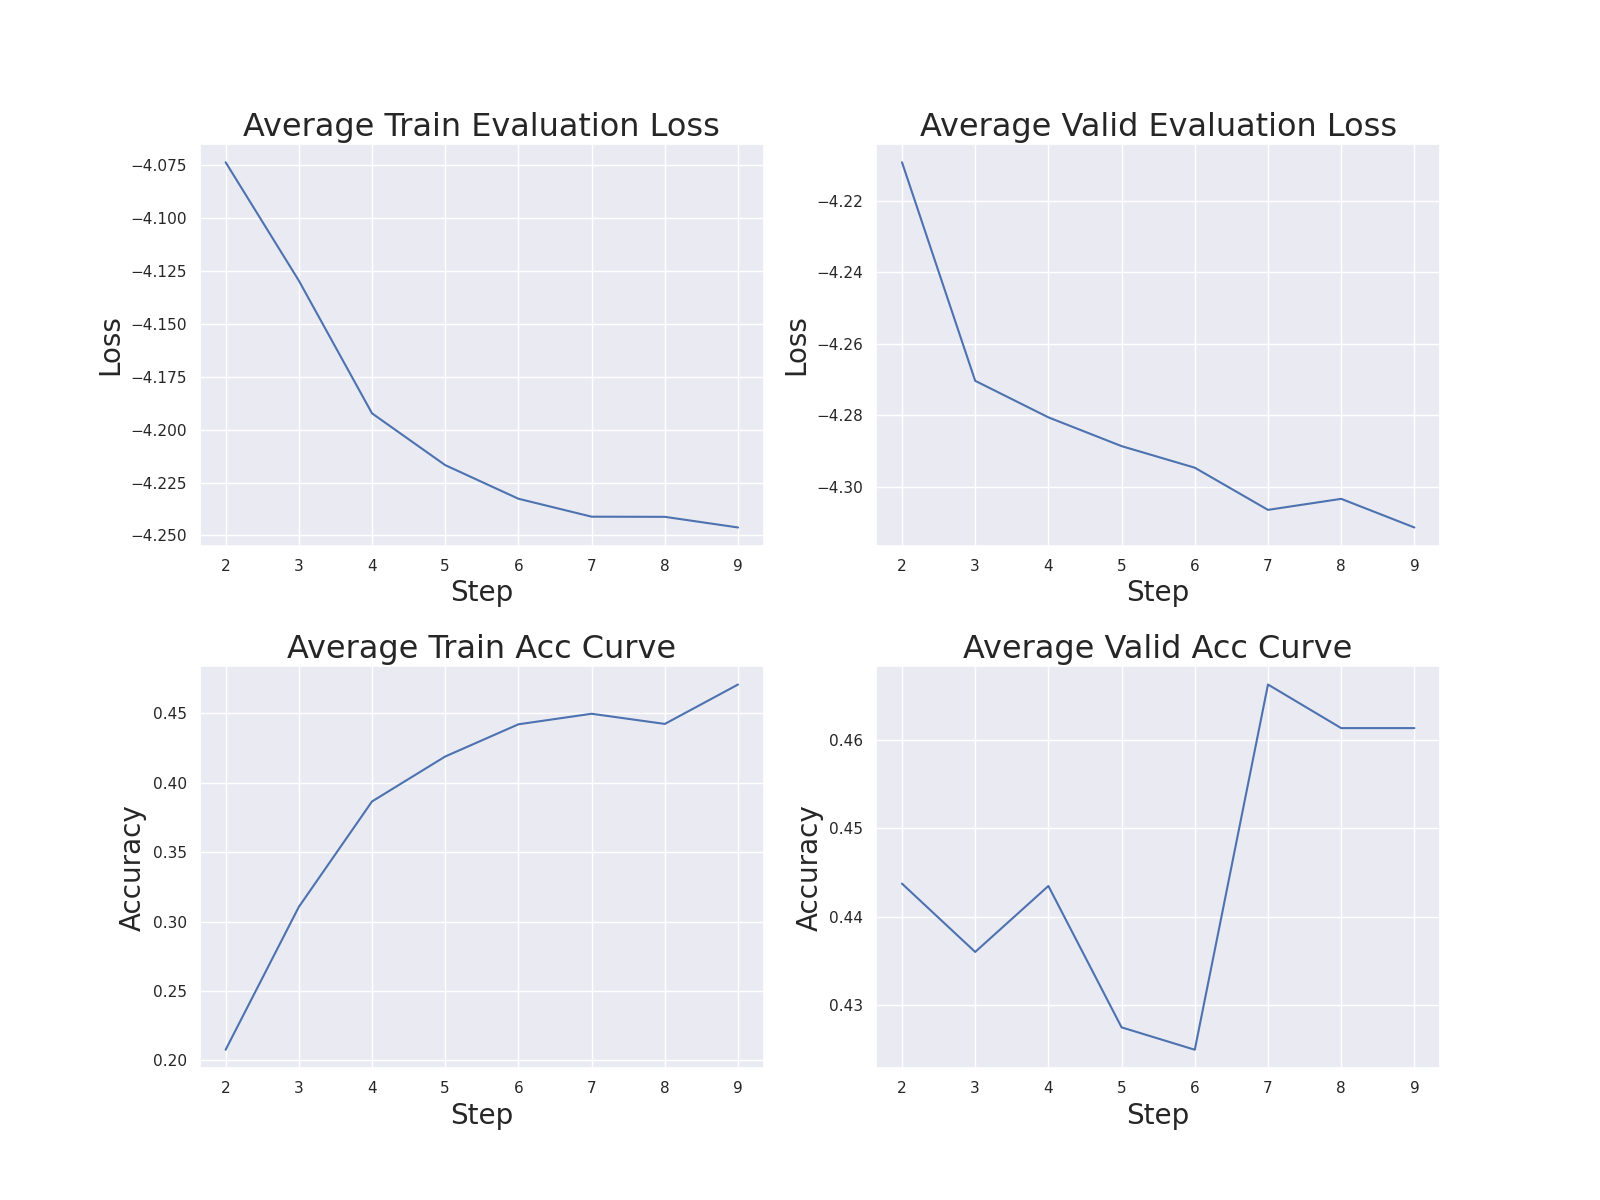 Average Train Evaluation Loss
−4.075
−4.100
−4.125
−4.150
−4.175
−4.200
−4.225
−4.250
Loss
2 3 4 5 6 7 8 9
Step
Average Valid Evaluation Loss
−4.22
−4.24
−4.26
−4.28
−4.30
Loss
2 3 4 5 6 7 8 9
Step
Average Train Acc Curve
0.45
0.40
0.35
0.30
0.25
0.20
Accuracy
2 3 4 5 6 7 8 9
Step
Average Valid Acc Curve
0.46
0.45
0.44
0.43
Accuracy
2 3 4 5 6 7 8 9
Step